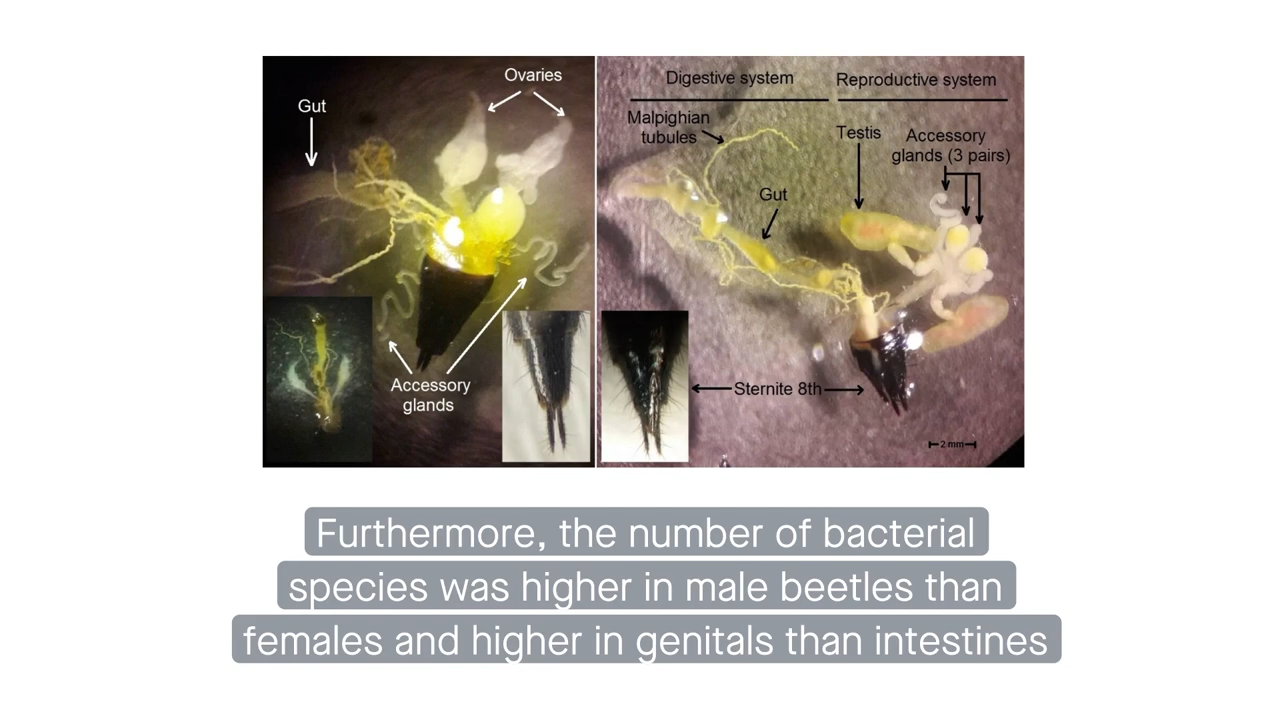 Ovaries
Gut
Accessory
glands
Digestive system
Reproductive system
Malpighian
tubules
Testis
Accessory
glands (3 pairs)
Gut
Sternite 8th
2 mm
Furthermore, the number of bacterial
species was higher in male beetles than
females and higher in genitals than intestines